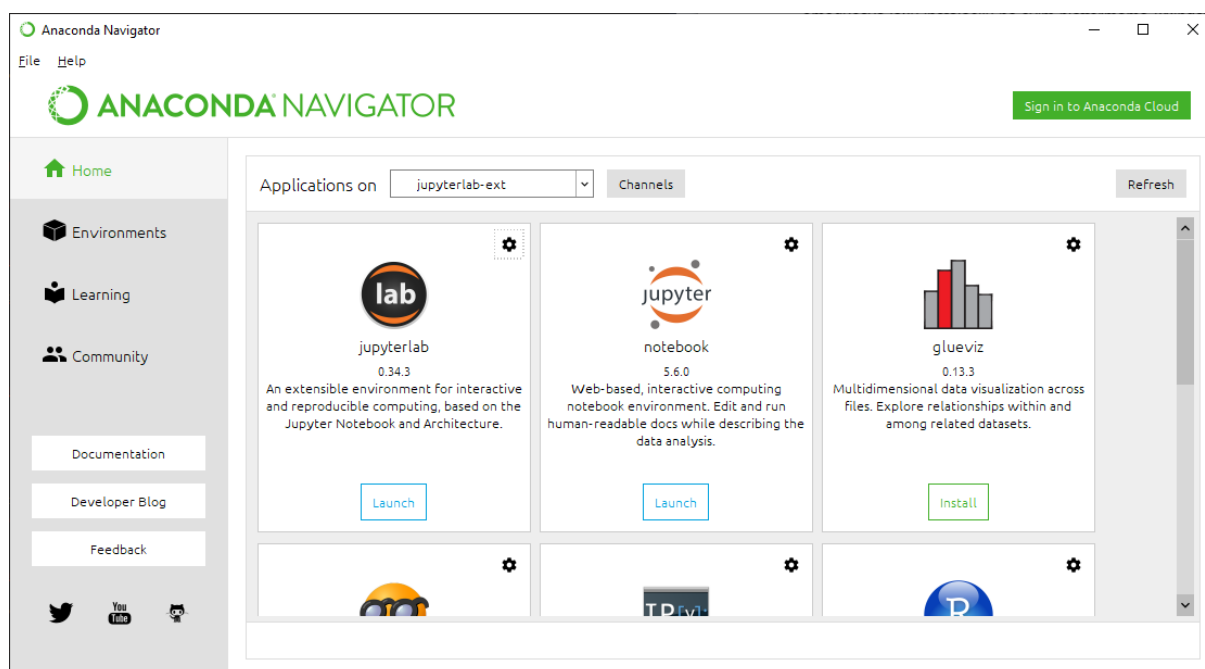 Anaconda Navigator
File Help
ANACONDA NAVIGATOR
Sign in to Anaconda Cloud
Home
Environments
Learning
Community
Documentation
Developer Blog
Feedback
You
Tube
Applications on jupyterlab-ext Channels Refresh
lab
jupyterlab
0.34.3
An extensible environment for interactive
and reproducible computing, based on the
Jupyter Notebook and Architecture.
Launch
jupyter
notebook
5.6.0
Web-based, interactive computing
notebook environment. Edit and run
human-readable docs while describing the
data analysis.
Launch
glueviz
0.13.3
Multidimensional data visualization across
files. Explore relationships within and
among related datasets.
Install
IP[y]:
R